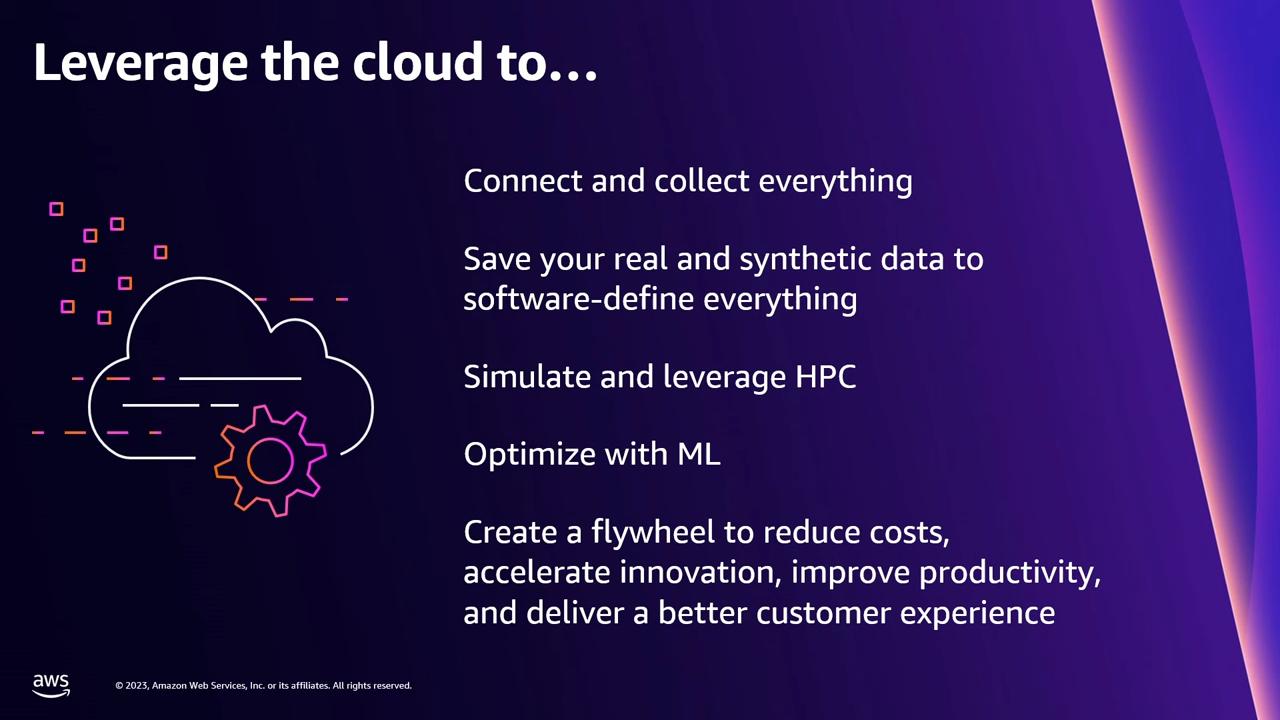 Leverage the cloud to…
Connect and collect everything
Save your real and synthetic data to
software-define everything
Simulate and leverage HPC
Optimize with ML
Create a flywheel to reduce costs,
accelerate innovation, improve productivity,
and deliver a better customer experience
aws
© 2023, Amazon Web Services, Inc. or its affiliates. All rights reserved.